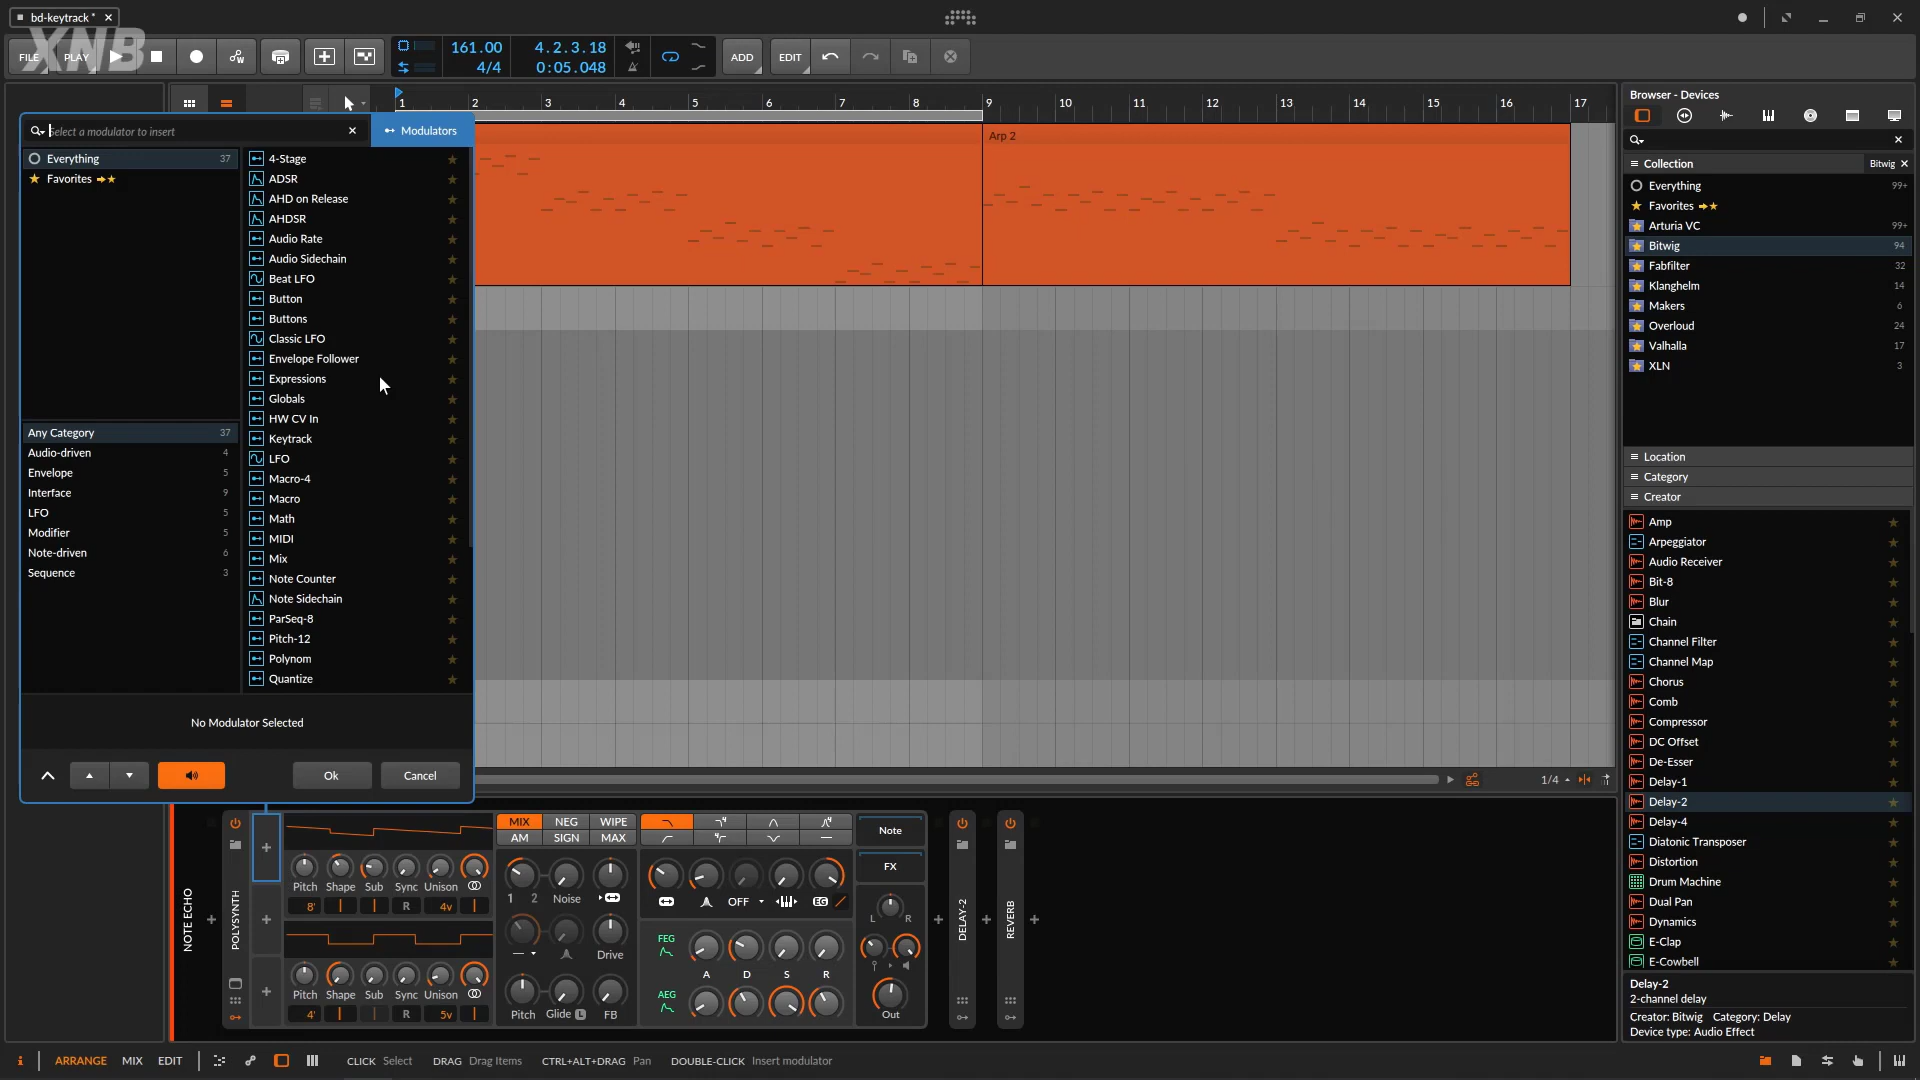 bd-keytrack *
XNB
FILE PLAY
161.00
4/4
4.2.3.18
0:05.048
ADD EDIT
1 2 3 4 5 6 7 8 9 10 11 12 13 14 15 16 17
Arp 2
Select a modulator to insert
Modulators
Everything 37
Favorites
Any Category 37
Audio-driven 4
Envelope 5
Interface 9
LFO 5
Modifier 5
Note-driven 6
Sequence 3
4-Stage
ADSR
AHD on Release
AHDSR
Audio Rate
Audio Sidechain
Beat LFO
Button
Buttons
Classic LFO
Envelope Follower
Expressions
Globals
HW CV In
Keytrack
LFO
Macro-4
Macro
Math
MIDI
Mix
Note Counter
Note Sidechain
ParSeq-8
Pitch-12
Polynom
Quantize
No Modulator Selected
Ok Cancel
1/4
Browser - Devices
Collection Bitwig
Everything 99+
Favorites
Arturia VC 99+
Bitwig 94
Fabfilter 32
Klanghelm 14
Makers 6
Overloud 24
Valhalla 17
XLN 3
Location
Category
Creator
Amp
Arpeggiator
Audio Receiver
Bit-8
Blur
Chain
Channel Filter
Channel Map
Chorus
Comb
Compressor
DC Offset
De-Esser
Delay-1
Delay-2
Delay-4
Diatonic Transposer
Distortion
Drum Machine
Dual Pan
Dynamics
E-Clap
E-Cowbell
Delay-2
2-channel delay
Creator: Bitwig Category: Delay
Device type: Audio Effect
NOTE ECHO
POLYSYNTH
Pitch Shape Sub Sync Unison
8' R 4v
Pitch Shape Sub Sync Unison
4' R 5v
MIX NEG WIPE
AM SIGN MAX
1 2 Noise
Drive
Pitch Glide L FB
OFF EG
FEG
A D S R
AEG
Note
FX
L R
Out
DELAY-2
REVERB
i ARRANGE MIX EDIT
CLICK Select DRAG Drag Items CTRL+ALT+DRAG Pan DOUBLE-CLICK Insert modulator